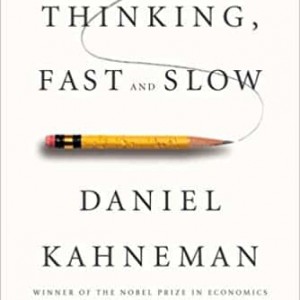 THINKING,
FAST AND SLOW
DANIEL
KAHNEMAN
WINNER OF THE NOBEL PRIZE IN ECONOMICS